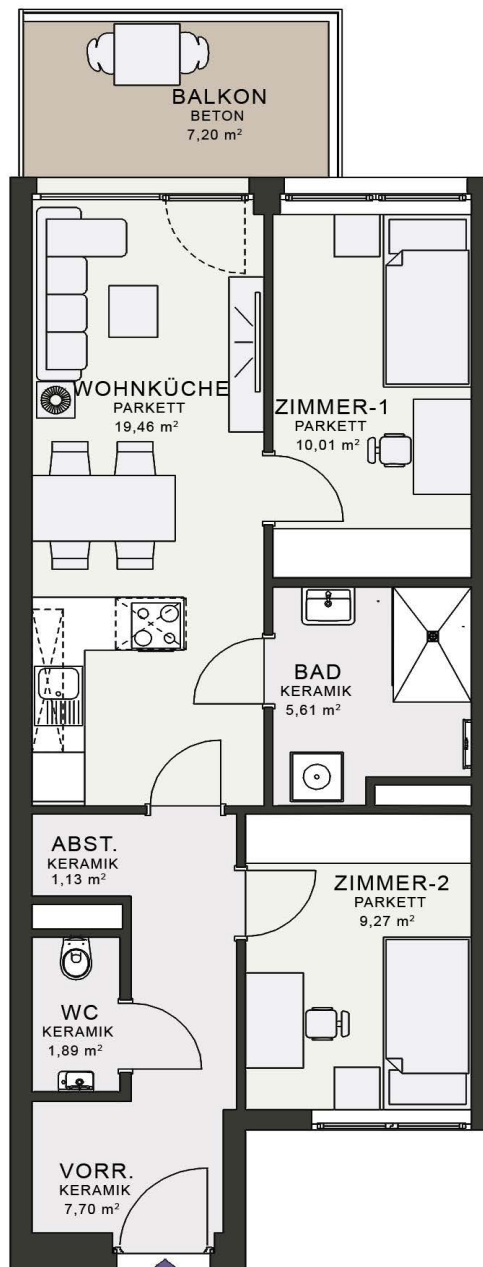 BALKON
BETON
7,20 m²
WOHNKÜCHE
PARKETT
19,46 m²
ZIMMER-1
PARKETT
10,01 m²
BAD
KERAMIK
5,61 m²
ABST.
KERAMIK
1,13 m²
ZIMMER-2
PARKETT
9,27 m²
WC
KERAMIK
1,89 m²
VORR.
KERAMIK
7,70 m²